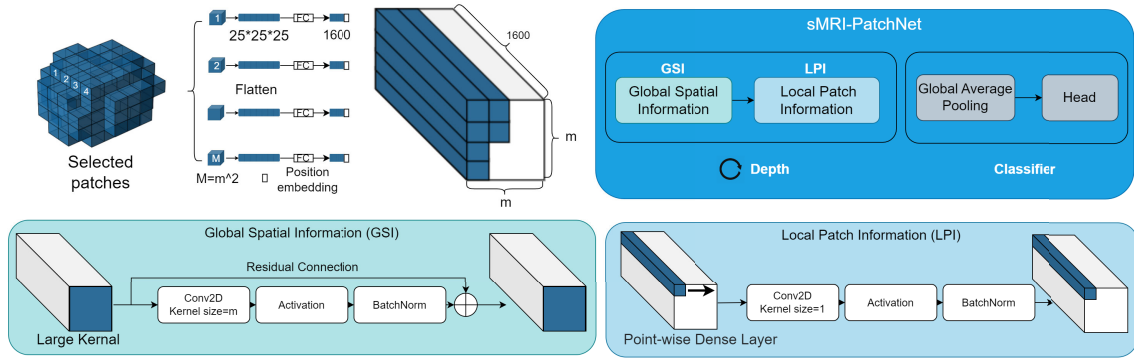 1
2
3
4
Selected
patches
1
FC
25*25*25
1600
2
FC
Flatten
FC
M
FC
M=m^2
Position
embedding
1600
m
m
sMRI-PatchNet
GSI
Global Spatial
Information
LPI
Local Patch
Information
Depth
Global Average
Pooling
Head
Classifier
Global Spatial Information (GSI)
Residual Connection
Conv2D
Kernel size=m
Activation
BatchNorm
Large Kernal
Local Patch Information (LPI)
Conv2D
Kernel size=1
Activation
BatchNorm
Point-wise Dense Layer